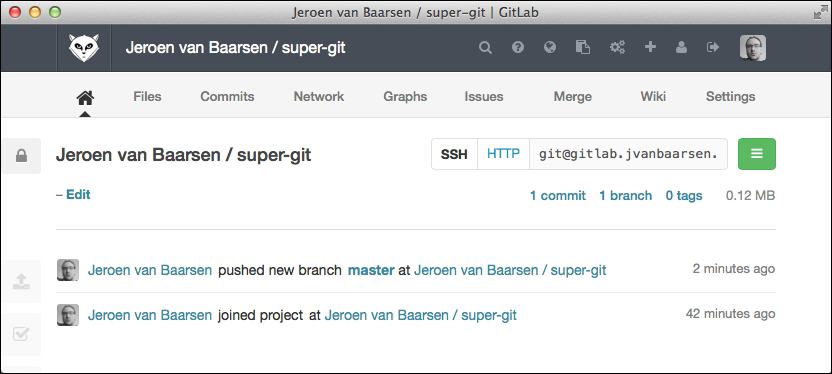 Jeroen van Baarsen / super-git | GitLab
Jeroen van Baarsen / super-git
Files Commits Network Graphs Issues Merge Wiki Settings
Jeroen van Baarsen / super-git SSH HTTP git@gitlab.jvanbaarsen.
– Edit 1 commit 1 branch 0 tags 0.12 MB
Jeroen van Baarsen pushed new branch master at Jeroen van Baarsen / super-git 2 minutes ago
Jeroen van Baarsen joined project at Jeroen van Baarsen / super-git 42 minutes ago